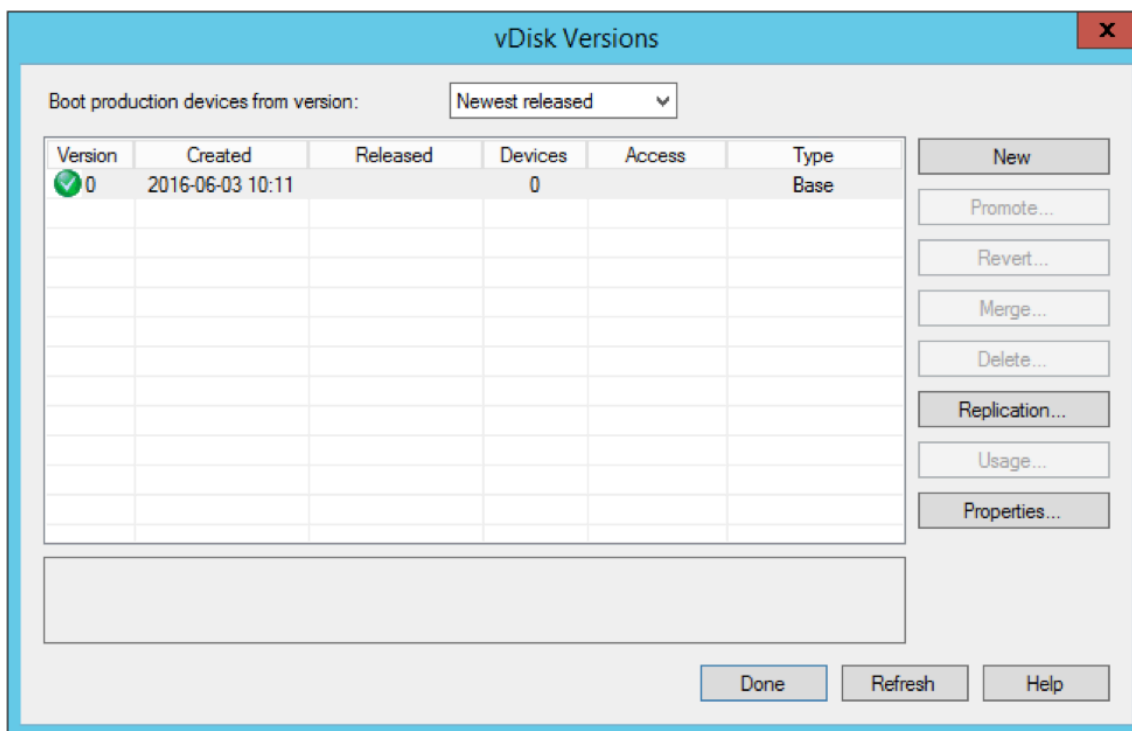 vDisk Versions
X
Boot production devices from version: Newest released
Version Created Released Devices Access Type
0 2016-06-03 10:11 0 Base
New
Promote...
Revert...
Merge...
Delete...
Replication...
Usage...
Properties...
Done Refresh Help